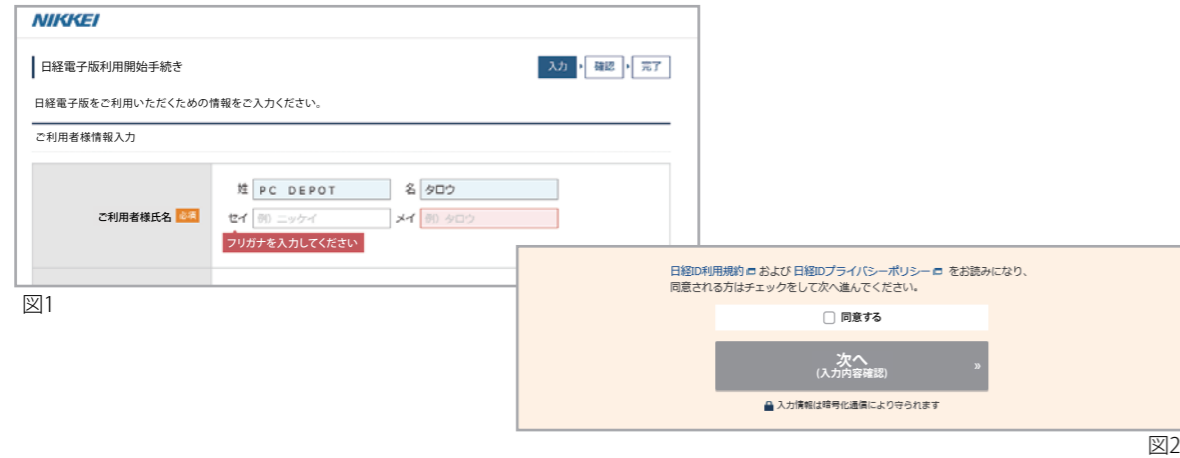 NIKKEI
日経電子版利用開始手続き
入力 確認 完了
日経電子版をご利用いただくための情報をご入力ください。
ご利用者様情報入力
ご利用者様氏名 必須
姓 PC DEPOT 名 タロウ
セイ 例) ニッケイ メイ 例) タロウ
フリガナを入力してください
図1
日経ID利用規約 および 日経IDプライバシーポリシー をお読みになり、
同意される方はチェックをして次へ進んでください。
同意する
次へ »
(入力内容確認)
入力情報は暗号化通信により守られます
図2